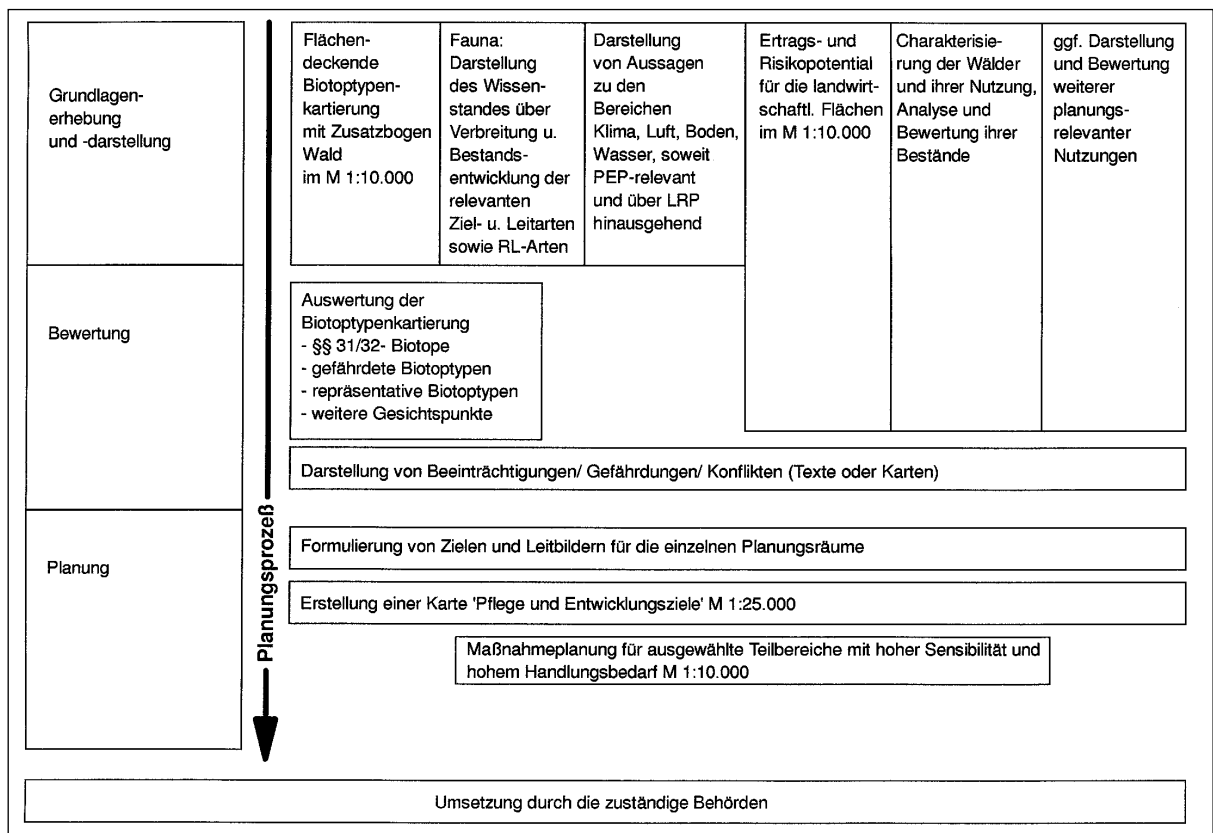 Grundlagen-
erhebung
und -darstellung
Flächen-
deckende
Biotoptypen-
kartierung
mit Zusatzbogen
Wald
im M 1:10.000
Fauna:
Darstellung
des Wissen-
standes über
Verbreitung u.
Bestands-
entwicklung der
relevanten
Ziel- u. Leitarten
sowie RL-Arten
Darstellung
von Aussagen
zu den
Bereichen
Klima, Luft, Boden,
Wasser, soweit
PEP-relevant
und über LRP
hinausgehend
Ertrags- und
Risikopotential
für die landwirt-
schaftl. Flächen
im M 1:10.000
Charakterisie-
rung der Wälder
und ihrer Nutzung,
Analyse und
Bewertung ihrer
Bestände
ggf. Darstellung
und Bewertung
weiterer
planungs-
relevanter
Nutzungen
Bewertung
Auswertung der
Biotoptypenkartierung
- §§ 31/32- Biotope
- gefährdete Biotoptypen
- repräsentative Biotoptypen
- weitere Gesichtspunkte
Darstellung von Beeinträchtigungen/ Gefährdungen/ Konflikten (Texte oder Karten)
Planung
Planungsprozeß
Formulierung von Zielen und Leitbildern für die einzelnen Planungsräume
Erstellung einer Karte 'Pflege und Entwicklungsziele' M 1:25.000
Maßnahmeplanung für ausgewählte Teilbereiche mit hoher Sensibilität und
hohem Handlungsbedarf M 1:10.000
Umsetzung durch die zuständige Behörden